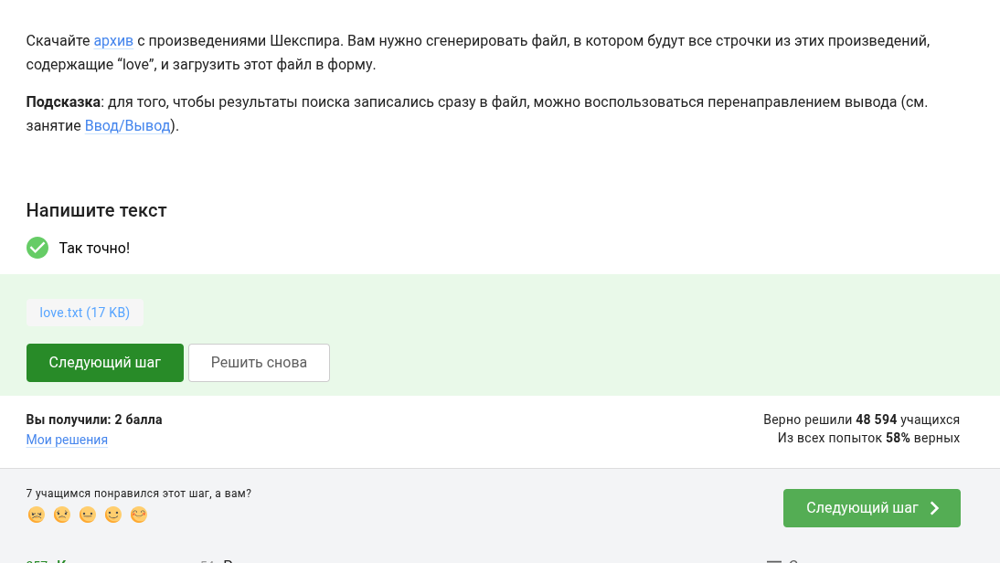 Скачайте архив с произведениями Шекспира. Вам нужно сгенерировать файл, в котором будут все строчки из этих произведений,
содержащие “love”, и загрузить этот файл в форму.
Подсказка: для того, чтобы результаты поиска записались сразу в файл, можно воспользоваться перенаправлением вывода (см.
занятие Ввод/Вывод).
Напишите текст
Так точно!
love.txt (17 KB)
Следующий шаг Решить снова
Вы получили: 2 балла
Мои решения
Верно решили 48 594 учащихся
Из всех попыток 58% верных
7 учащимся понравился этот шаг, а вам?
Следующий шаг